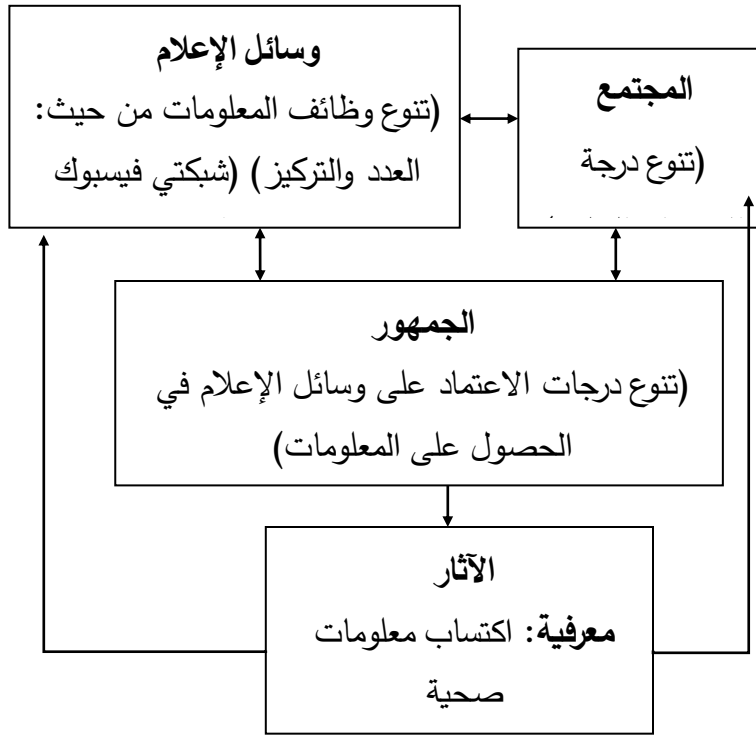 وسائل الإعلام
(تنوع وظائف المعلومات من حيث:
العدد والتركيز) (شبكتي فيسبوك
المجتمع
(تنوع درجة
الجمهور
(تنوع درجات الاعتماد على وسائل الإعلام في
الحصول على المعلومات)
الآثار
معرفية: اكتساب معلومات
صحية